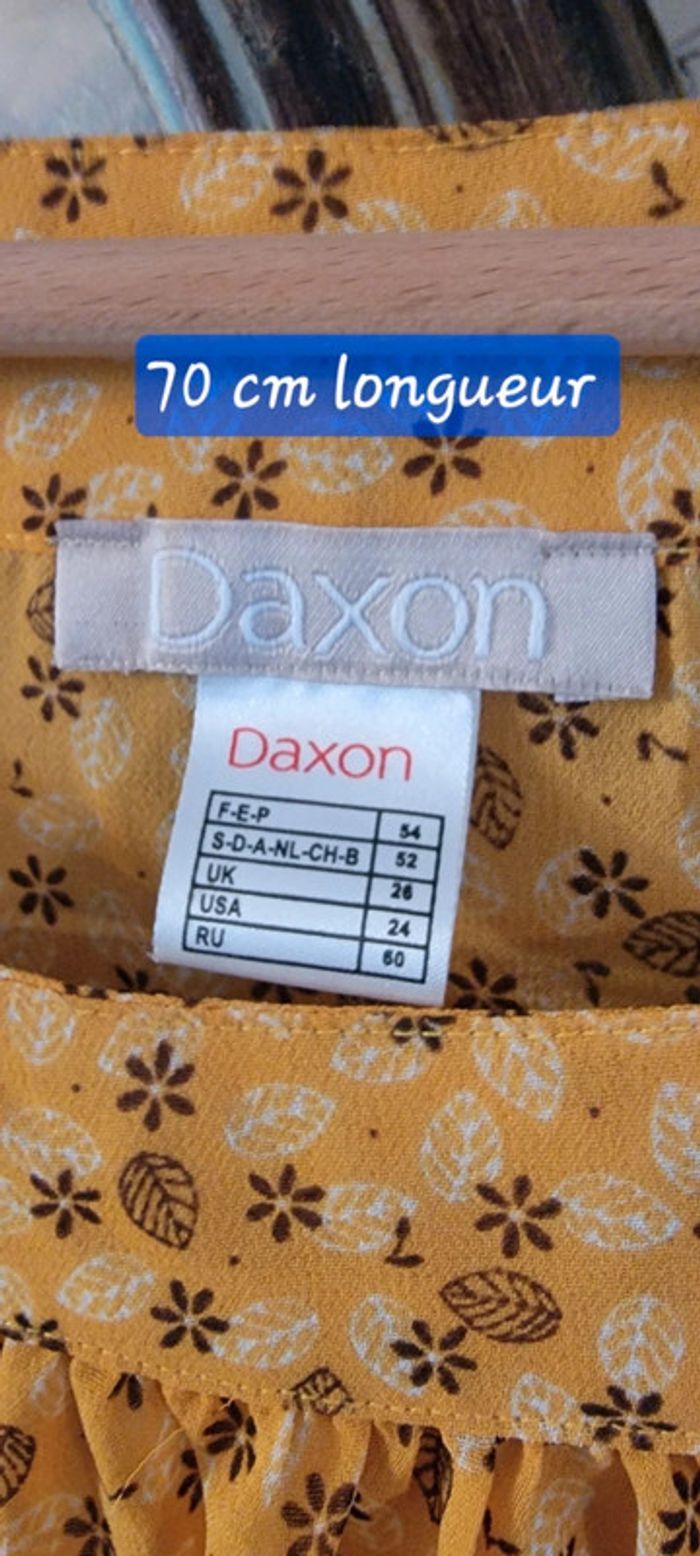 70 cm longueur
Daxon
Daxon
F-E-P 54
S-D-A-NL-CH-B 52
UK 26
USA 24
RU 60